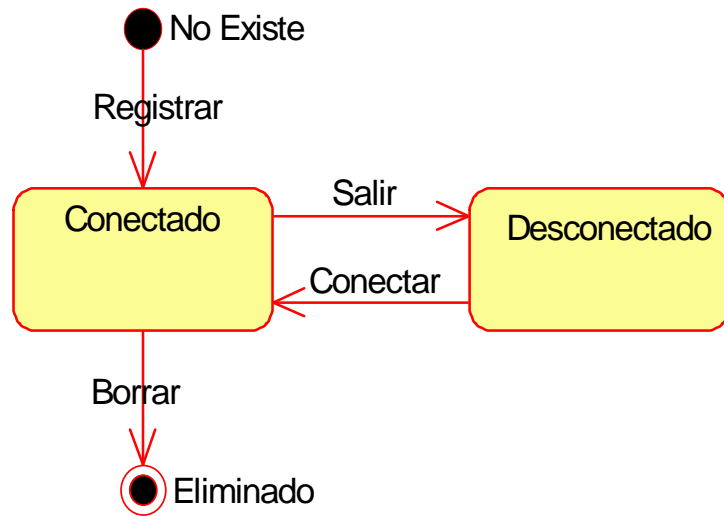 No Existe
Registrar
Conectado
Salir
Desconectado
Conectar
Borrar
Eliminado